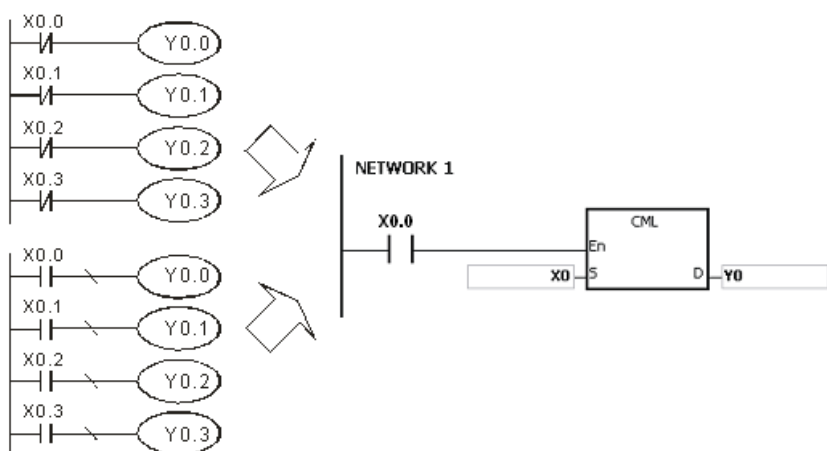 X0.0
Y0.0
X0.1
Y0.1
X0.2
Y0.2
X0.3
Y0.3
X0.0
Y0.0
X0.1
Y0.1
X0.2
Y0.2
X0.3
Y0.3
NETWORK 1
X0.0
CML
En
X0 S D Y0